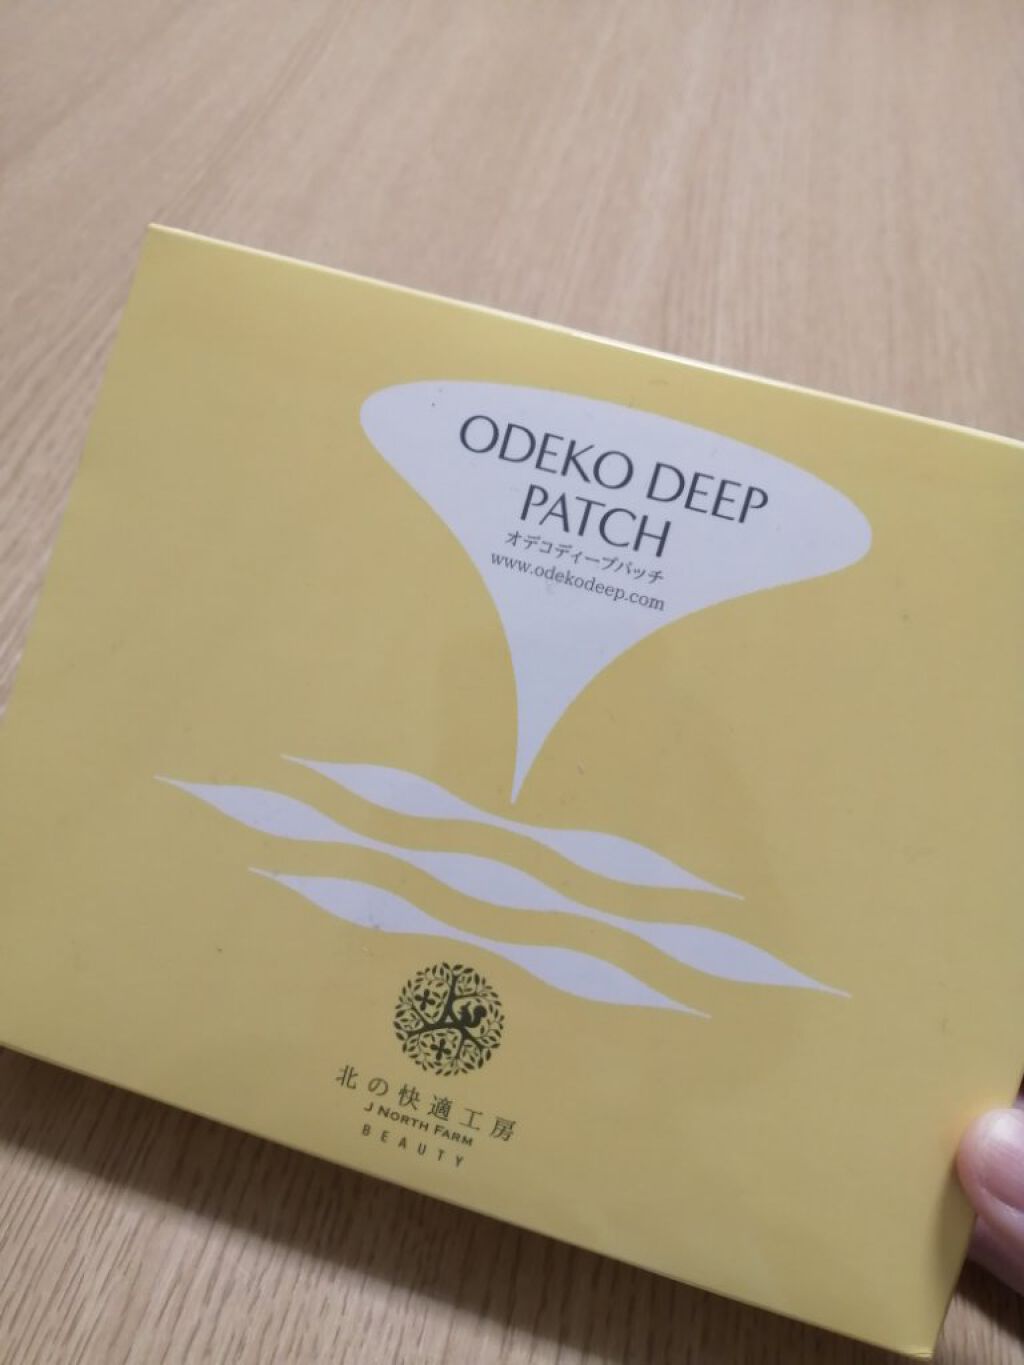 ODEKO DEEP
PATCH
オデコディープパッチ
www.odekodeep.com
北の快適工房
J NORTH FARM
BEAUTY